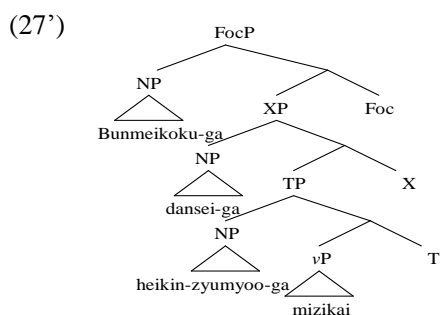 (27’)
FocP
NP
XP Foc
Bunmeikoku-ga
NP
TP X
dansei-ga
NP
vP T
heikin-zyumyoo-ga
mizikai